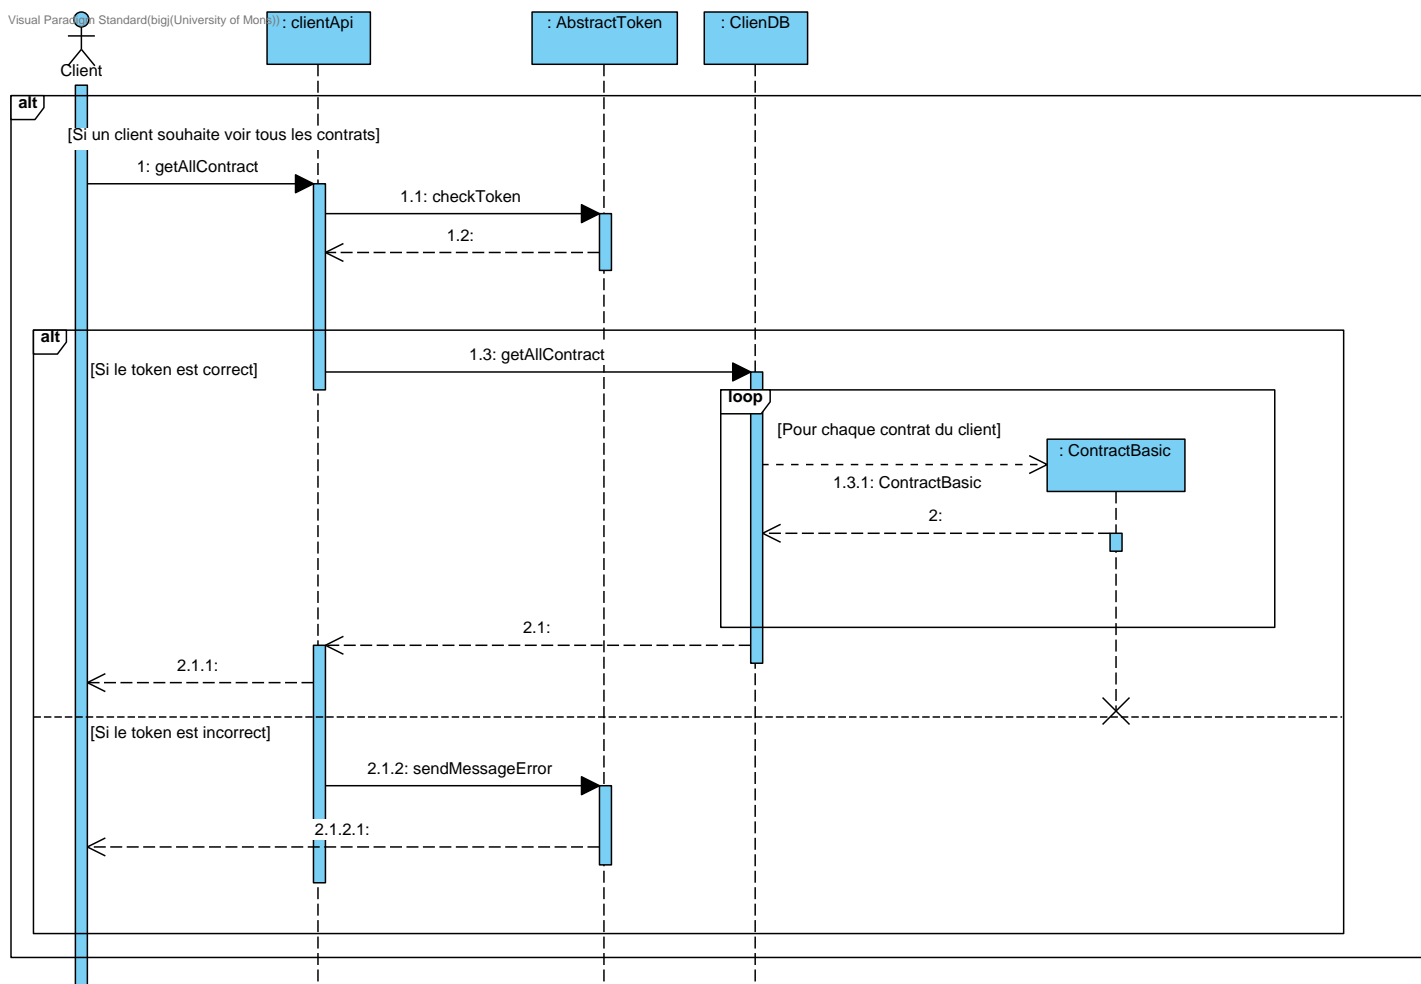 Visual Paradigm Standard(bigj(University of Mons))
: clientApi
: AbstractToken
: ClienDB
Client
alt
[Si un client souhaite voir tous les contrats]
1: getAllContract
1.1: checkToken
1.2:
alt
[Si le token est correct]
1.3: getAllContract
loop
[Pour chaque contrat du client]
: ContractBasic
1.3.1: ContractBasic
2:
2.1:
2.1.1:
[Si le token est incorrect]
2.1.2: sendMessageError
2.1.2.1: